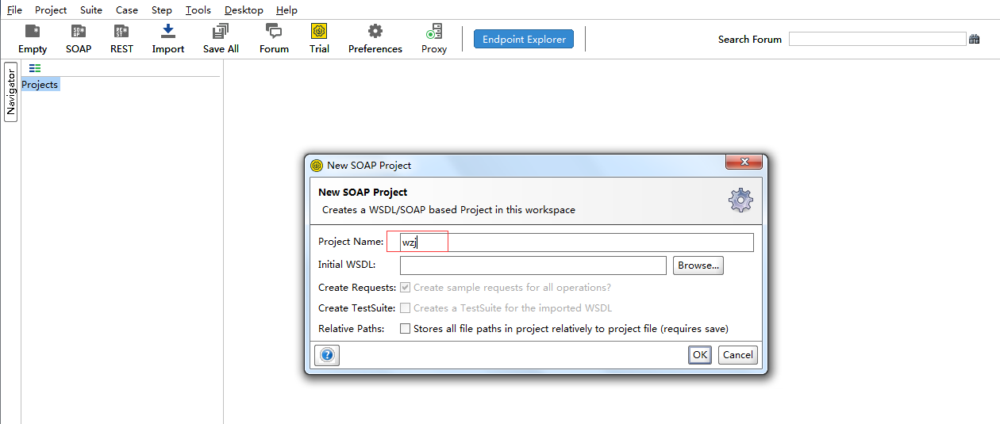 File Project Suite Case Step Tools Desktop Help
Empty SOAP REST Import Save All Forum Trial Preferences Proxy Endpoint Explorer Search Forum
Navigator
Projects
New SOAP Project
New SOAP Project
Creates a WSDL/SOAP based Project in this workspace
Project Name: wzj
Initial WSDL: Browse...
Create Requests: Create sample requests for all operations?
Create TestSuite: Creates a TestSuite for the imported WSDL
Relative Paths: Stores all file paths in project relatively to project file (requires save)
OK Cancel